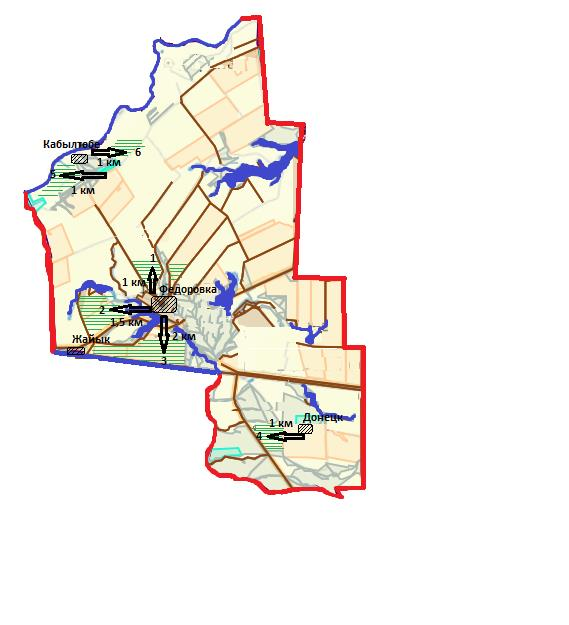 Кабылтөбе
6
1 км
5
1 км
1
1 км
Федоровка
2
1,5 км
2 км
Жайык
3
Донецк
1 км
4